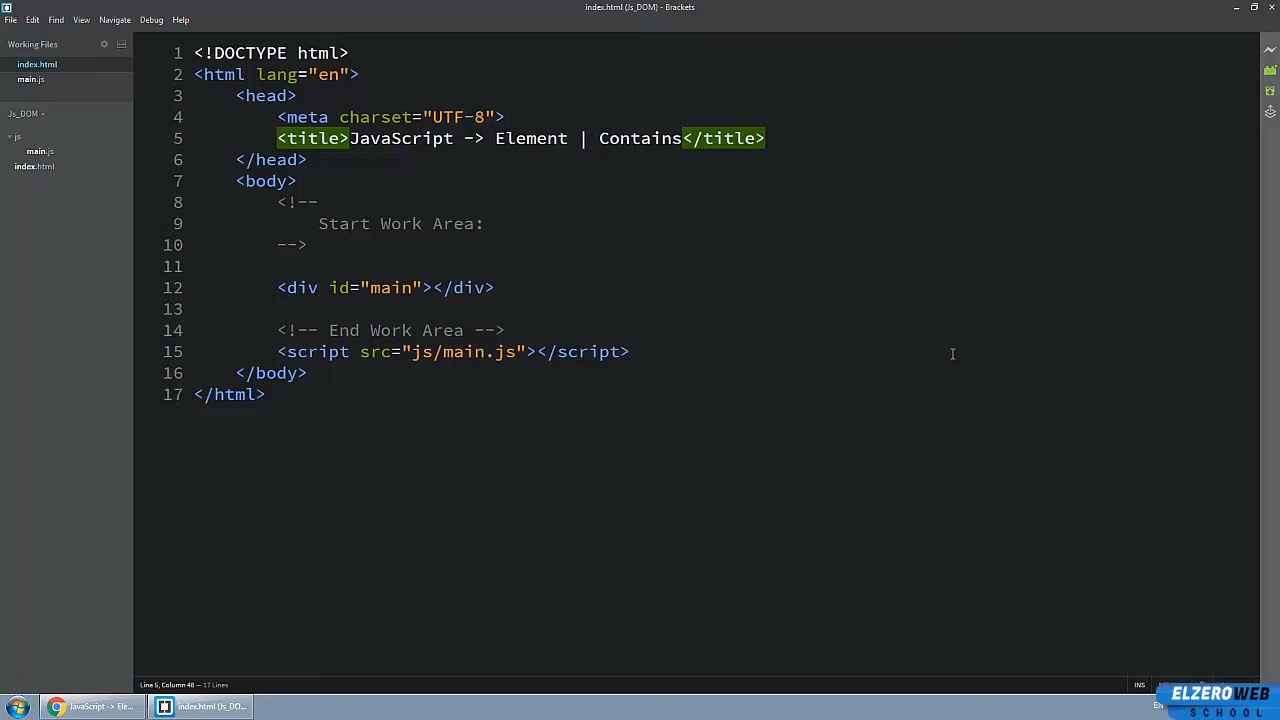 index.html (Js_DOM) - Brackets
File Edit Find View Navigate Debug Help
Working Files
index.html
main.js
Js_DOM
js
main.js
index.html
1 <!DOCTYPE html>
2 <html lang="en">
3 <head>
4 <meta charset="UTF-8">
5 <title>JavaScript -> Element | Contains</title>
6 </head>
7 <body>
8 <!--
9 Start Work Area:
10 -->
11
12 <div id="main"></div>
13
14 <!-- End Work Area -->
15 <script src="js/main.js"></script>
16 </body>
17 </html>
Line 5, Column 48 — 17 Lines
INS
JavaScript -> Ele...
index.html (Js_DO...
ELZEROWEB
SCHOOL